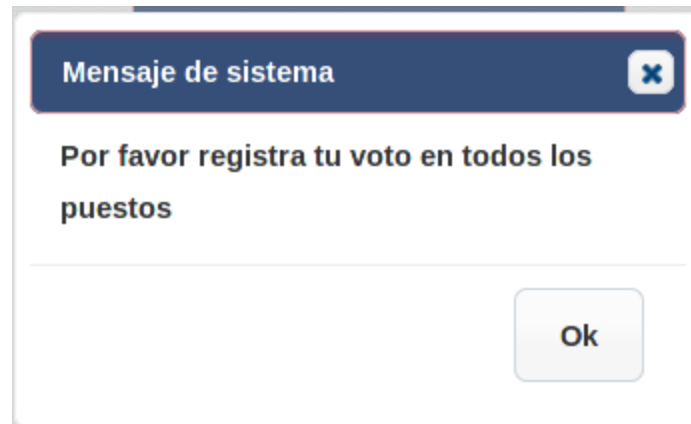 Mensaje de sistema
Por favor registra tu voto en todos los
puestos
Ok